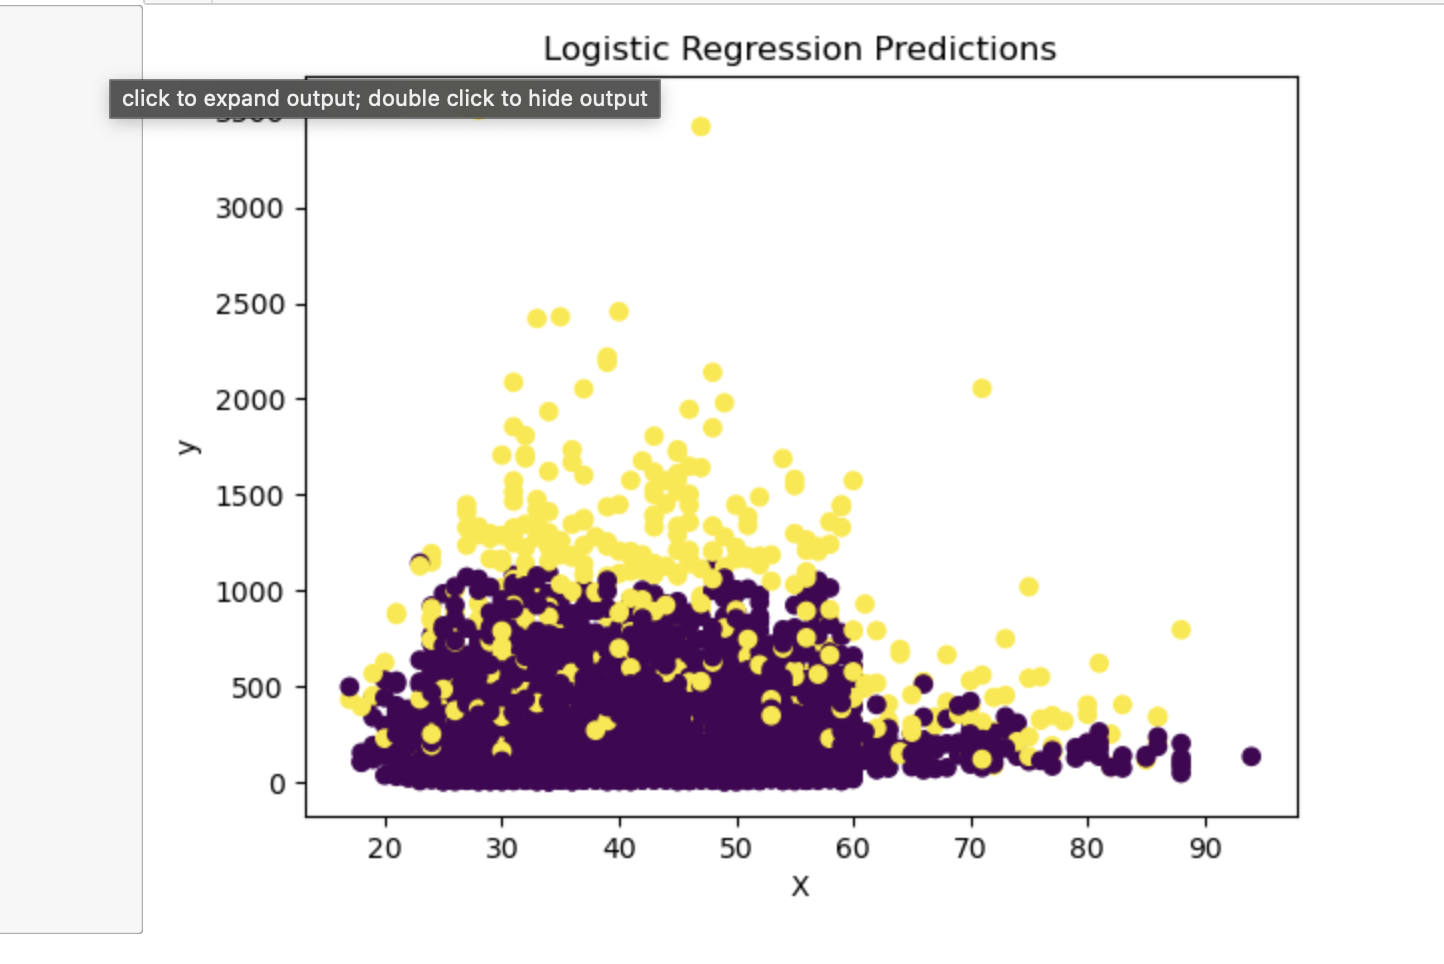 Logistic Regression Predictions
click to expand output; double click to hide output
3000
2500
2000
1500
1000
500
0
y
20 30 40 50 60 70 80 90
X